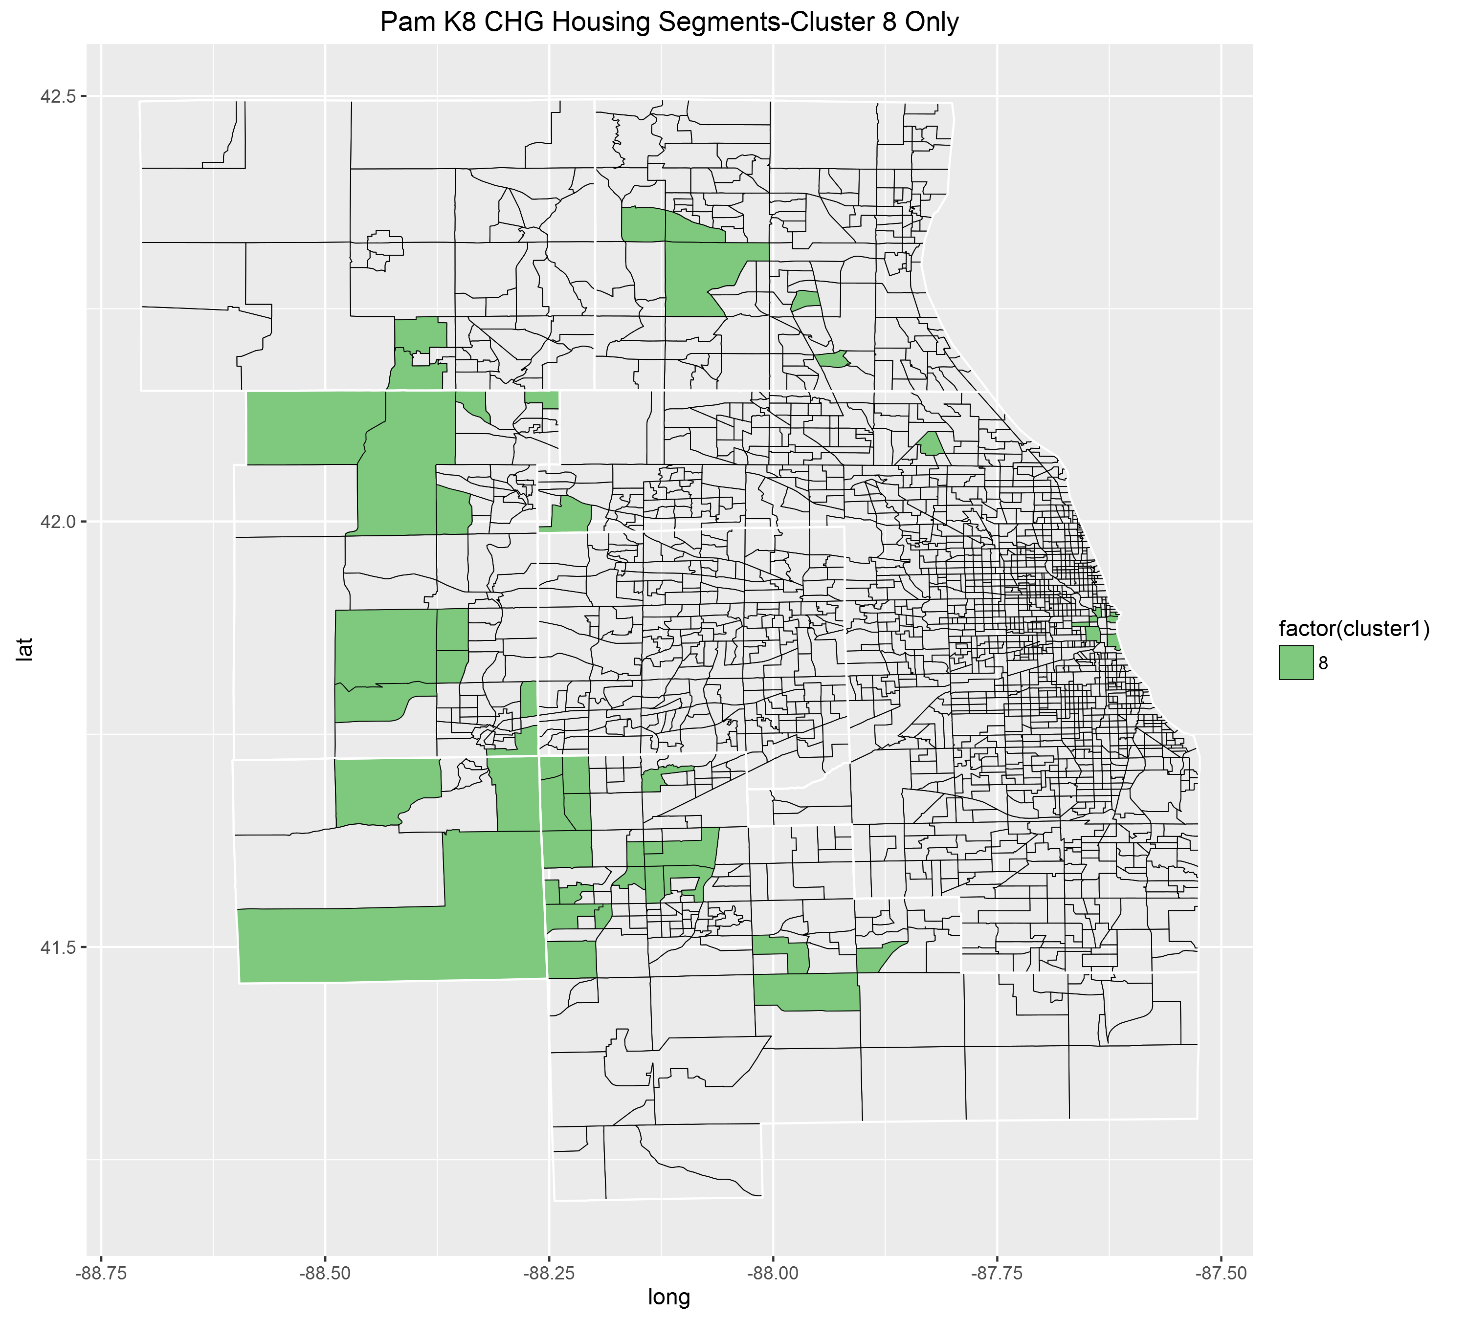 Pam K8 CHG Housing Segments-Cluster 8 Only
42.5
42.0
41.5
lat
-88.75
-88.50
-88.25
-88.00
-87.75
-87.50
long
factor(cluster1)
8